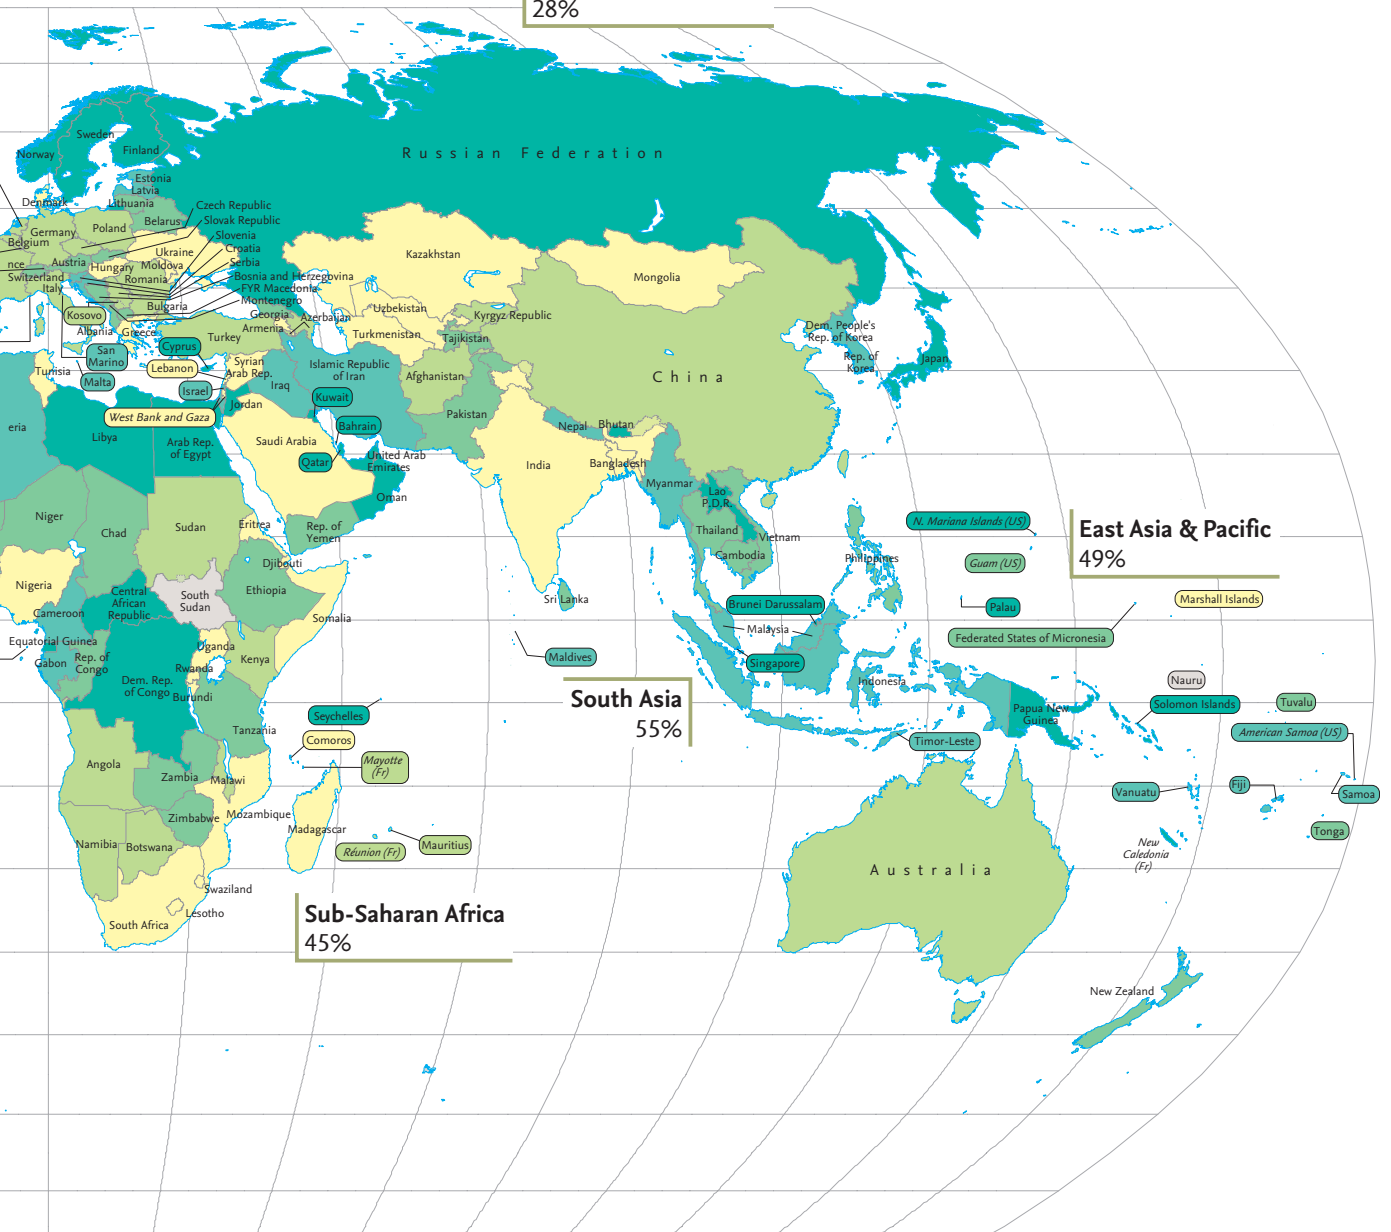 28%
Sweden
Norway
Finland
Russian Federation
Estonia
Latvia
Denmark
Lithuania
Czech Republic
Slovak Republic
Belarus
Poland
Germany
Slovenia
Belgium
Croatia
Ukraine
Serbia
Austria
nce
Hungary
Moldova
Switzerland
Romania
Bosnia and Herzegovina
Italy
FYR Macedonia
Montenegro
Bulgaria
Kosovo
Georgia
Azerbaijan
Armenia
Albania
Greece
Turkey
Kazakhstan
Mongolia
Uzbekistan
Kyrgyz Republic
Turkmenistan
Tajikistan
Dem. People's
Rep. of Korea
Rep. of
Korea
Japan
China
San
Marino
Cyprus
Lebanon
Syrian
Arab Rep.
Tunisia
Malta
Israel
Iraq
Islamic Republic
of Iran
Afghanistan
Kuwait
Jordan
West Bank and Gaza
Pakistan
eria
Libya
Arab Rep.
of Egypt
Saudi Arabia
Bahrain
Qatar
United Arab
Emirates
Oman
Nepal
Bhutan
India
Bangladesh
Myanmar
Lao
P.D.R.
Niger
Chad
Sudan
Eritrea
Rep. of
Yemen
Thailand
Vietnam
Cambodia
Philippines
N. Mariana Islands (US)
Guam (US)
East Asia & Pacific
49%
Djibouti
Nigeria
Central
African
Republic
South
Sudan
Ethiopia
Sri Lanka
Brunei Darussalam
Palau
Marshall Islands
Cameroon
Somalia
Malaysia
Federated States of Micronesia
Equatorial Guinea
Gabon
Rep. of
Congo
Uganda
Kenya
Maldives
Singapore
Rwanda
Dem. Rep.
of Congo
Burundi
Indonesia
Nauru
South Asia
55%
Seychelles
Papua New
Guinea
Solomon Islands
Tuvalu
Tanzania
Comoros
Timor-Leste
American Samoa (US)
Angola
Mayotte
(Fr)
Zambia
Malawi
Vanuatu
Fiji
Samoa
Mozambique
Zimbabwe
Madagascar
Tonga
Namibia
Botswana
Réunion (Fr)
Mauritius
New
Caledonia
(Fr)
Australia
Swaziland
Lesotho
South Africa
Sub-Saharan Africa
45%
New Zealand